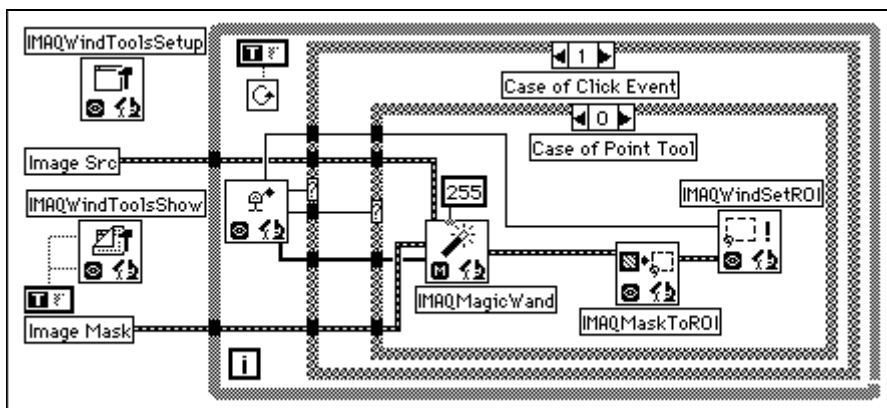 IMAQWindToolsSetup
T F
1
Case of Click Event
0
Case of Point Tool
Image Src
255
IMAQWindSetROI
IMAQWindToolsShow
?
?
!
M
IMAQMagicWand
T F
IMAQMaskToROI
Image Mask
i